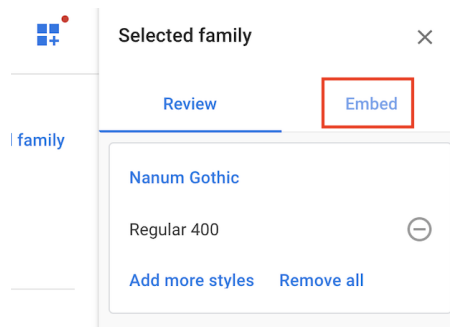 Selected family
Review
Embed
family
Nanum Gothic
Regular 400
Add more styles
Remove all